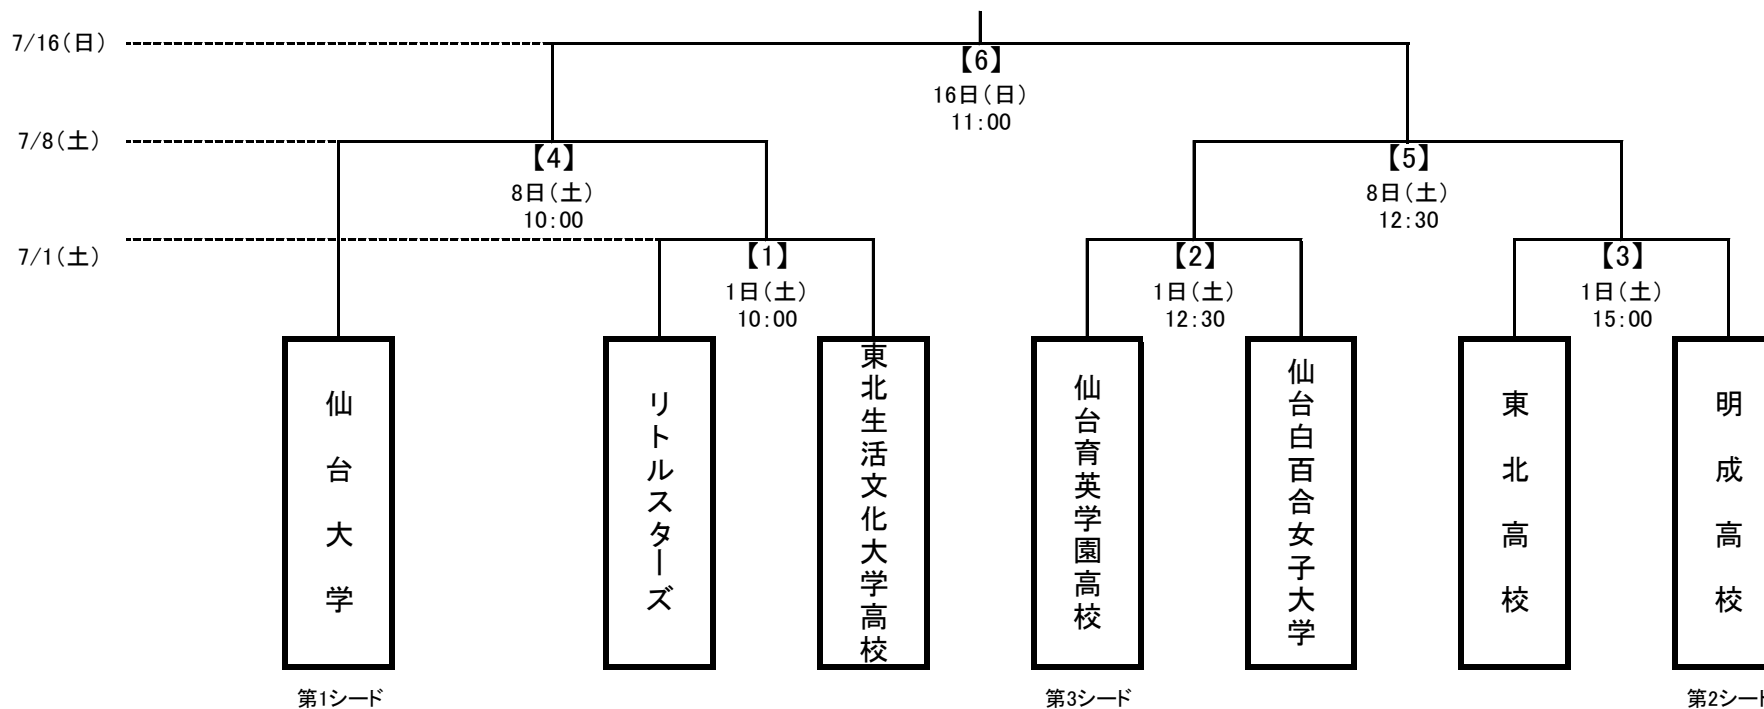 7/16(日)
【6】
16日(日)
11:00
7/8(土)
【4】
8日(土)
10:00
【5】
8日(土)
12:30
7/1(土)
【1】
1日(土)
10:00
【2】
1日(土)
12:30
【3】
1日(土)
15:00
仙台大学
リトルスターズ
東北生活文化大学高校
仙台育英学園高校
仙台白百合女子大学
東北高校
明成高校
第1シード
第3シード
第2シード